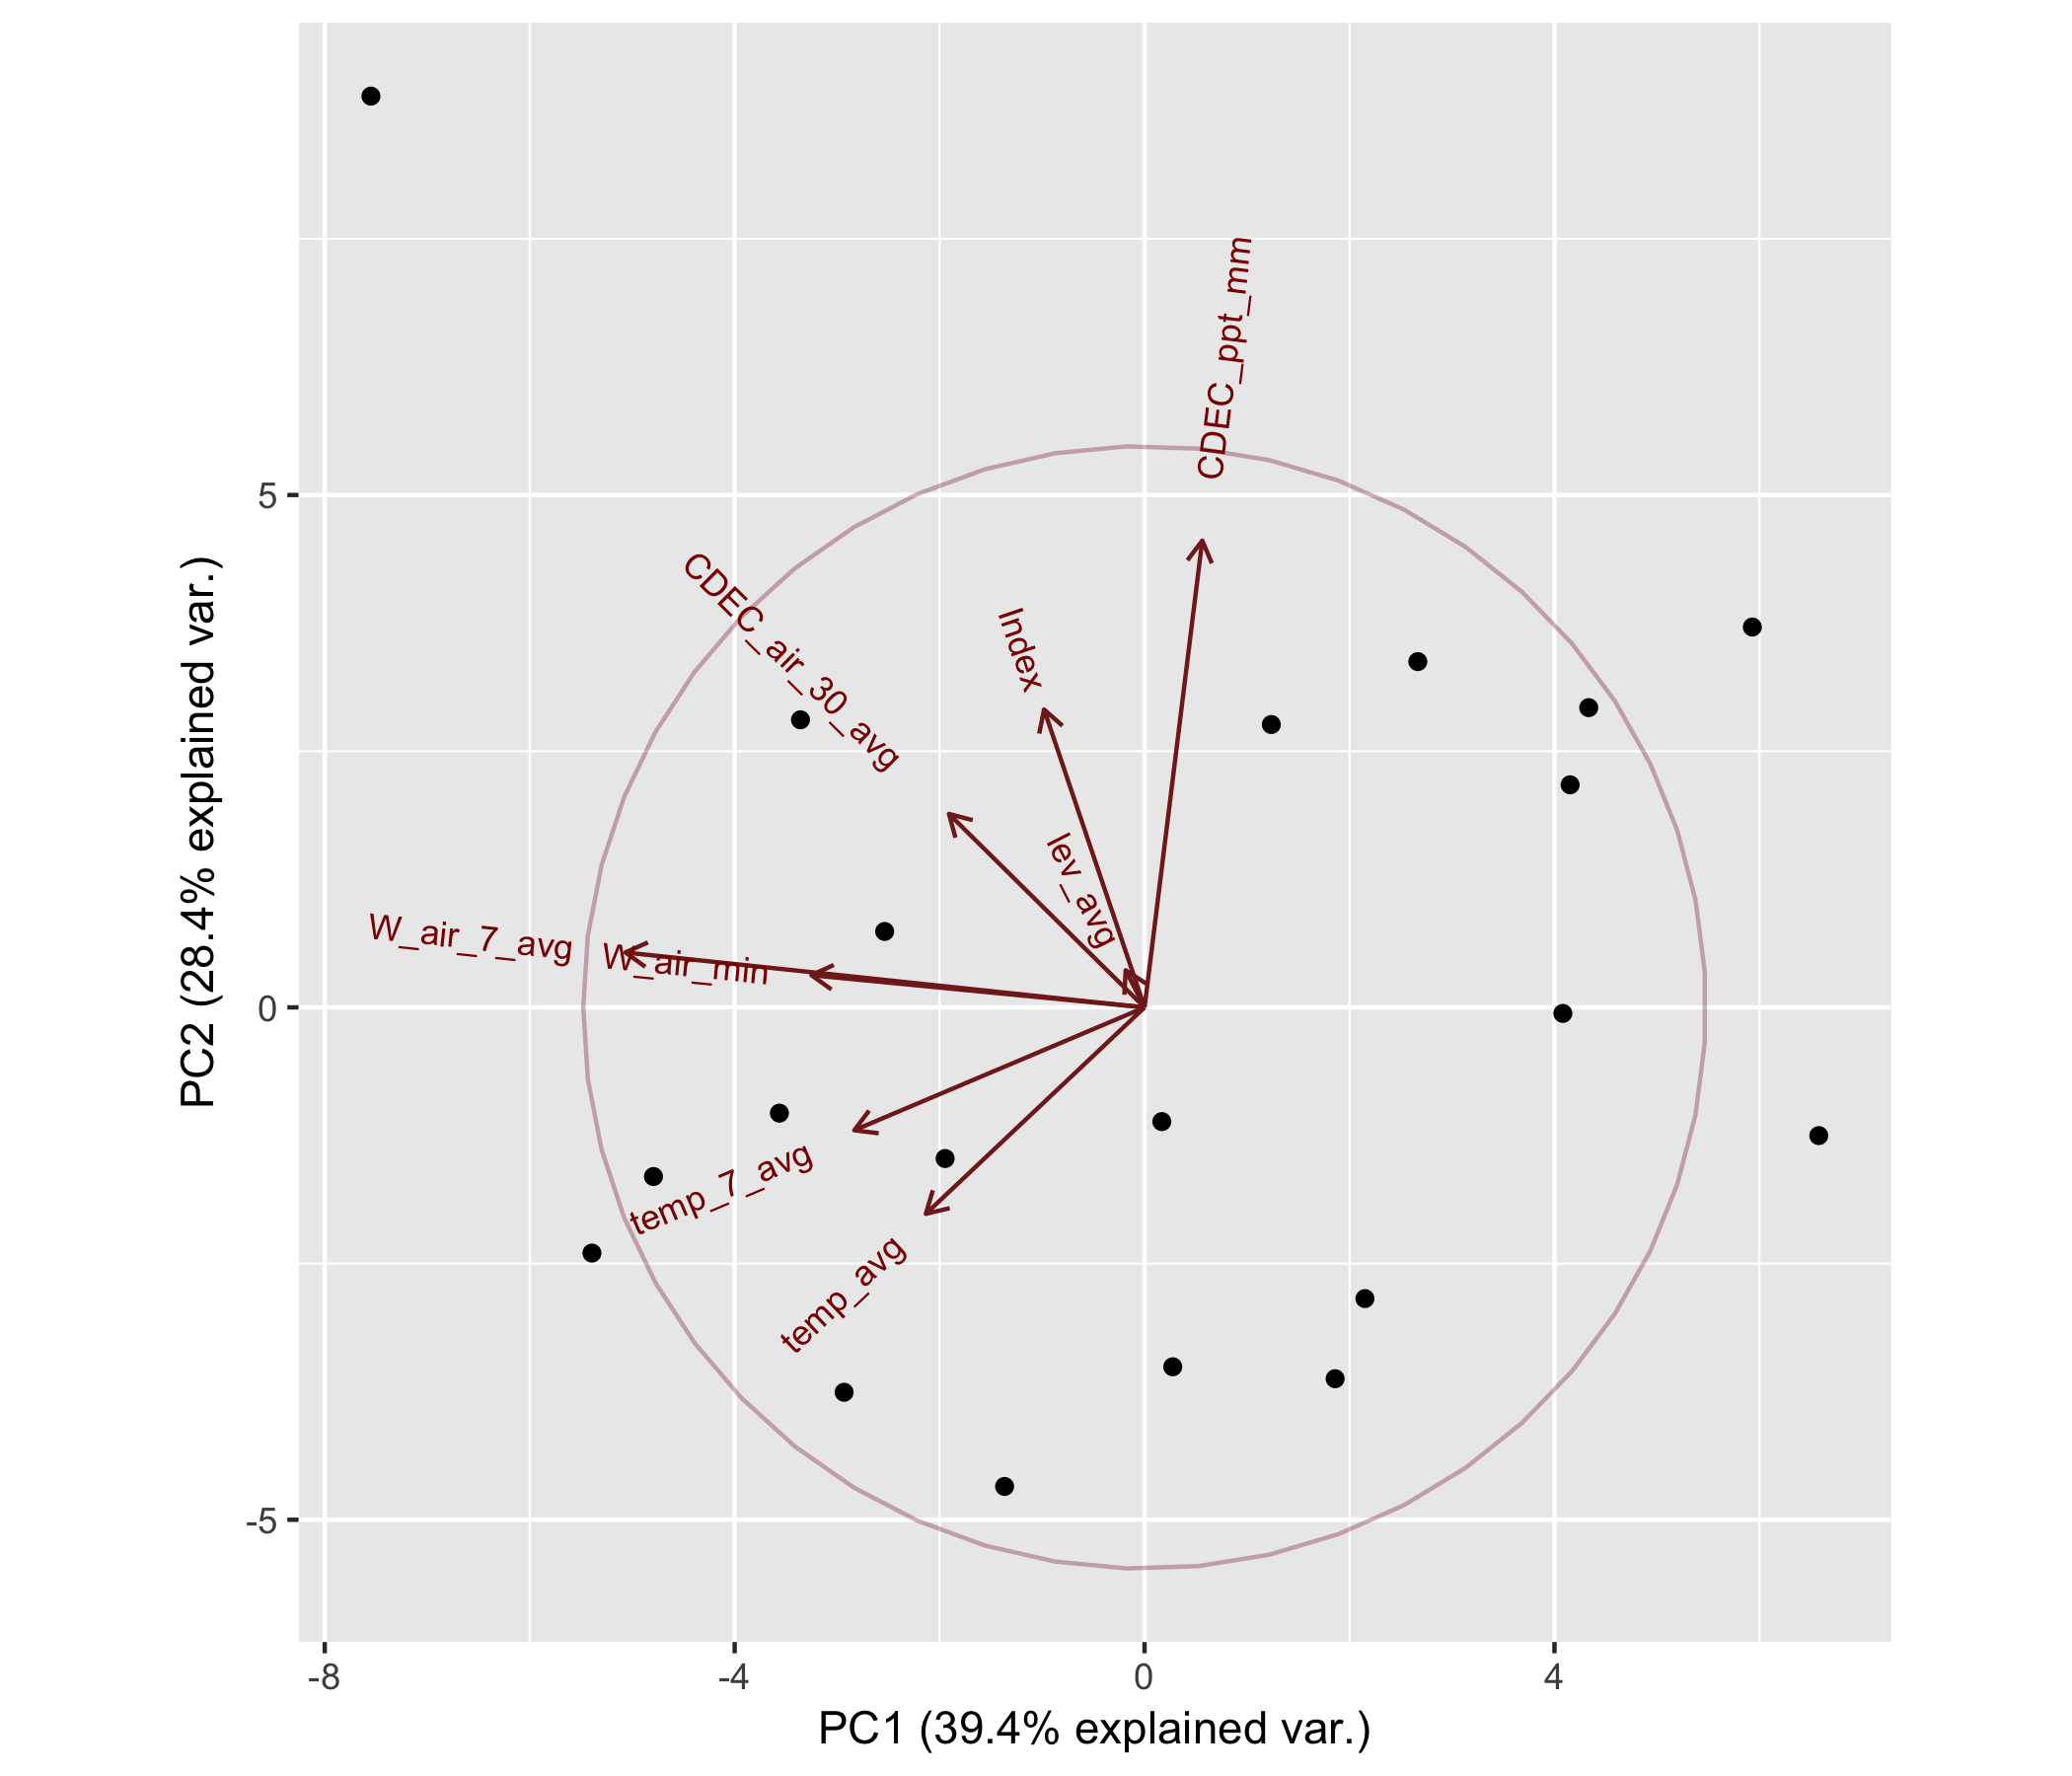 CDEC_ppt_mm
CDEC_air_30_avg
Index
lev_avg
W_air_7_avg
W_air_min
temp_7_avg
temp_avg
PC2 (28.4% explained var.)
5
0
-5
-8
-4
0
4
PC1 (39.4% explained var.)